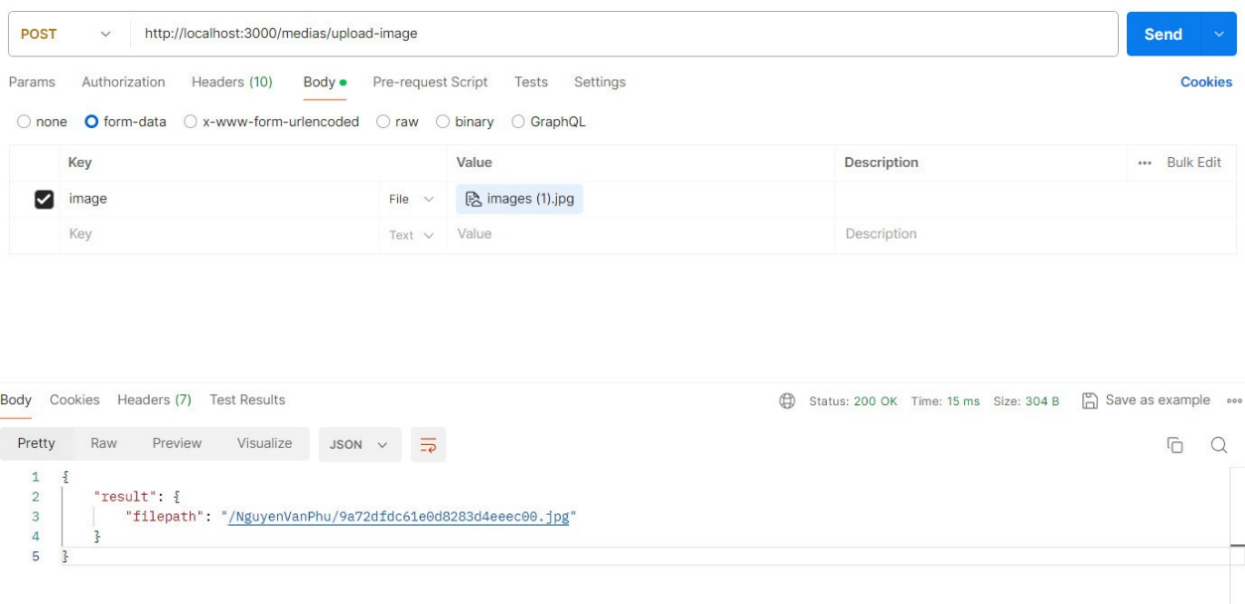 POST http://localhost:3000/medias/upload-image Send
Params Authorization Headers (10) Body Pre-request Script Tests Settings Cookies
none form-data x-www-form-urlencoded raw binary GraphQL
Key Value Description ••• Bulk Edit
image File images (1).jpg
Key Text Value Description
Body Cookies Headers (7) Test Results Status: 200 OK Time: 15 ms Size: 304 B Save as example
Pretty Raw Preview Visualize JSON
1 {
2 "result": {
3 "filepath": "/NguyenVanPhu/9a72dfdc61e0d8283d4eeec00.jpg"
4 }
5 }